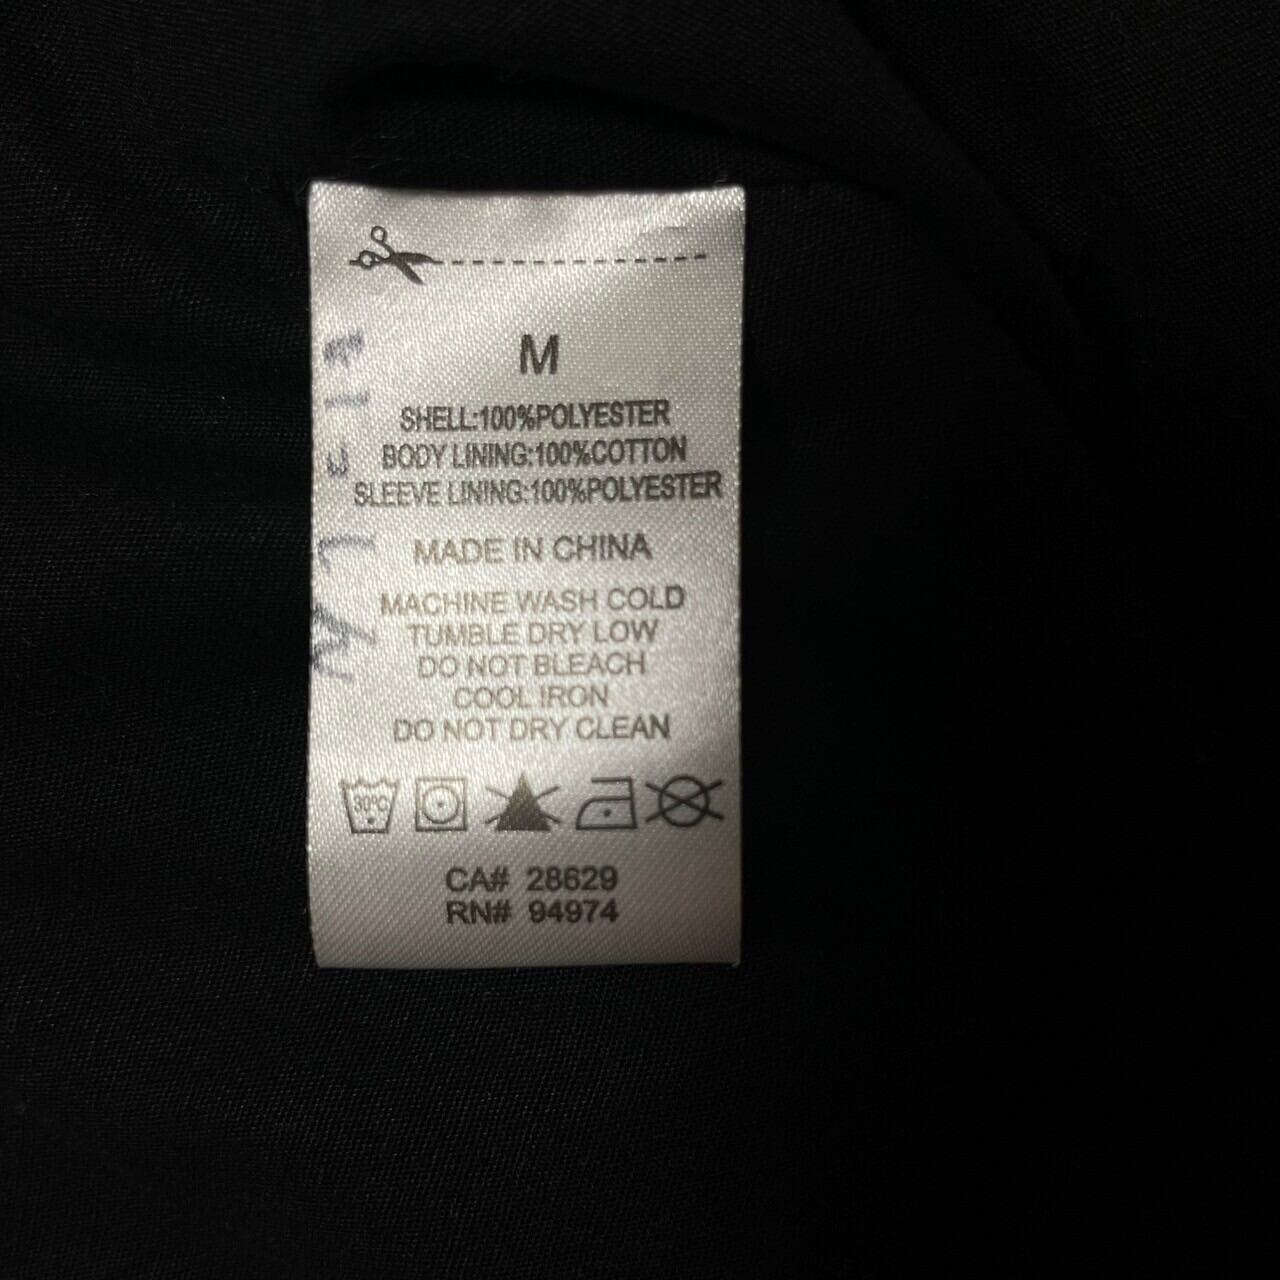 M
SHELL:100%POLYESTER
BODY LINING:100%COTTON
SLEEVE LINING:100%POLYESTER
MADE IN CHINA
MACHINE WASH COLD
TUMBLE DRY LOW
DO NOT BLEACH
COOL IRON
DO NOT DRY CLEAN
30°C
CA# 28629
RN# 94974